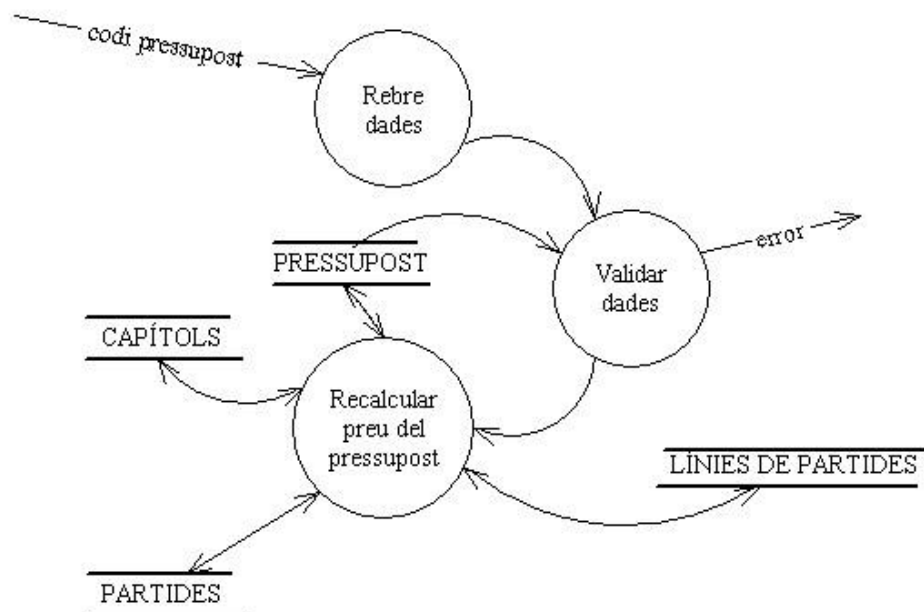 codi pressupost
Rebre
dades
error
PRESSUPOST
Validar
dades
CAPÍTOLS
Recalcular
preu del
pressupost
LÍNIES DE PARTIDES
PARTIDES